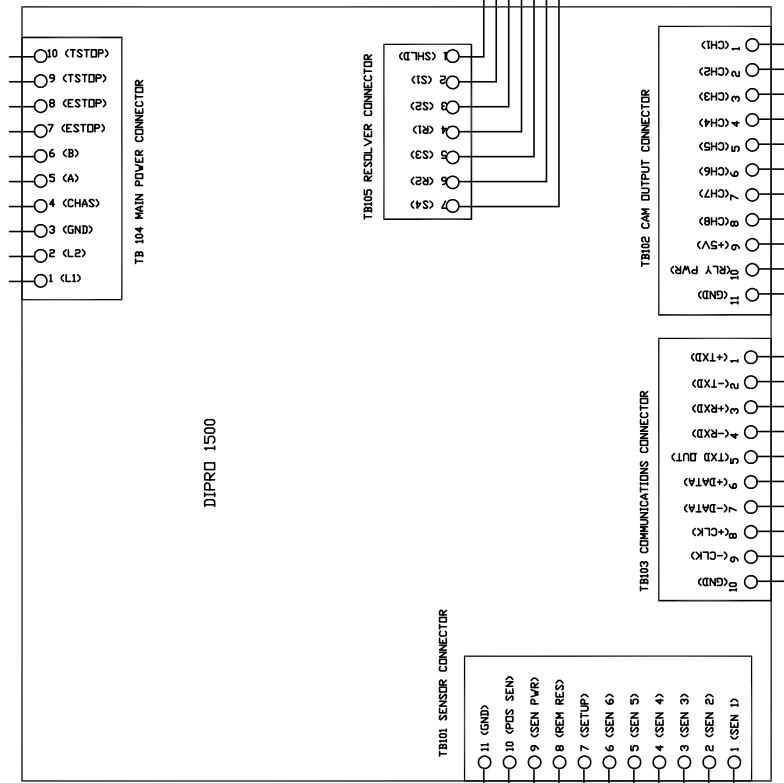 10 (TSTOP)
9 (TSTOP)
8 (ESTOP)
7 (ESTOP)
6 (B)
5 (A)
4 (CHAS)
3 (GND)
2 (L2)
1 (L1)
TB 104 MAIN POWER CONNECTOR
TB105 RESOLVER CONNECTOR
1 (SHLD)
2 (S1)
3 (S2)
4 (R1)
5 (S3)
6 (R2)
7 (S4)
TB102 CAM OUTPUT CONNECTOR
1 (CH1)
2 (CH2)
3 (CH3)
4 (CH4)
5 (CH5)
6 (CH6)
7 (CH7)
8 (CH8)
9 (+5V)
10 (RLY PWR)
11 (GND)
TB103 COMMUNICATIONS CONNECTOR
1 (+TXD)
2 (-TXD)
3 (+RXD)
4 (-RXD)
5 (TXD OUT)
6 (+DATA)
7 (-DATA)
8 (+CLK)
9 (-CLK)
10 (GND)
DIPRO 1500
TB101 SENSOR CONNECTOR
11 (GND)
10 (POS SEN)
9 (SEN PWR)
8 (REM RES)
7 (SETUP)
6 (SEN 6)
5 (SEN 5)
4 (SEN 4)
3 (SEN 3)
2 (SEN 2)
1 (SEN 1)